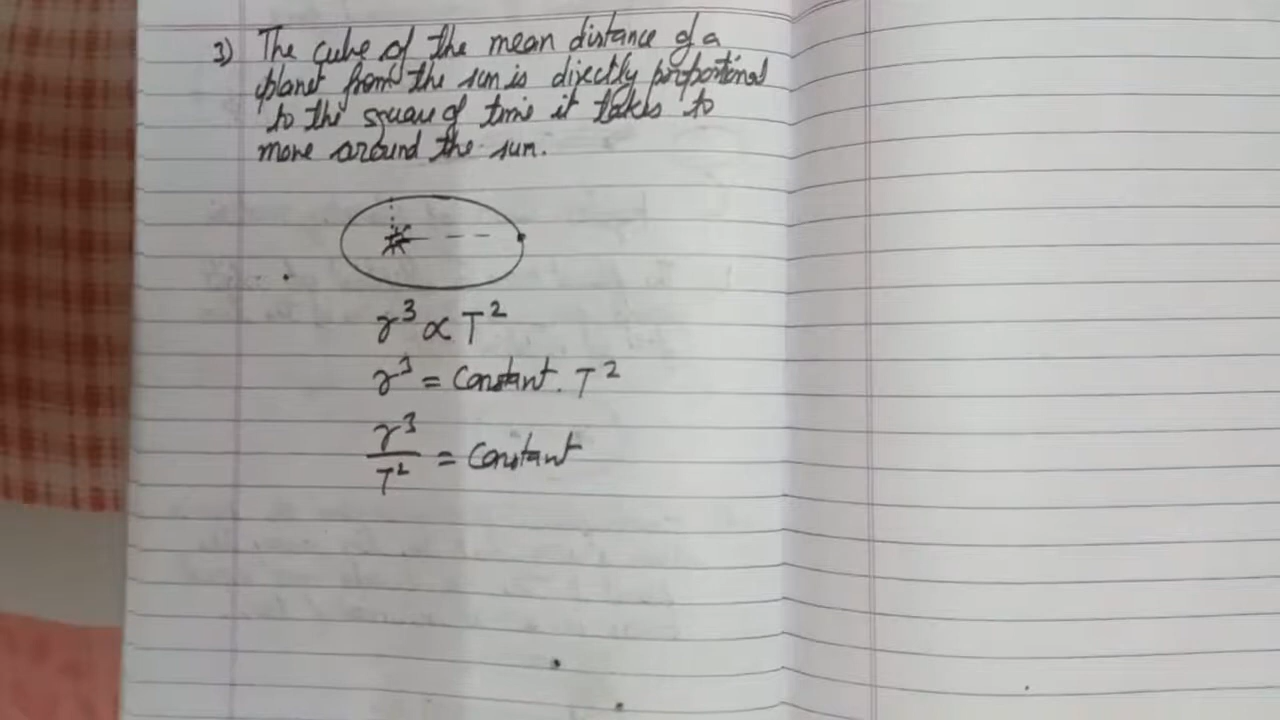 3) The cube of the mean distance of a
planet from the sun is directly proportional
to the square of time it takes to
move around the sun.
r³ ∝ T²
r³ = Constant. T²
r³/T² = Constant